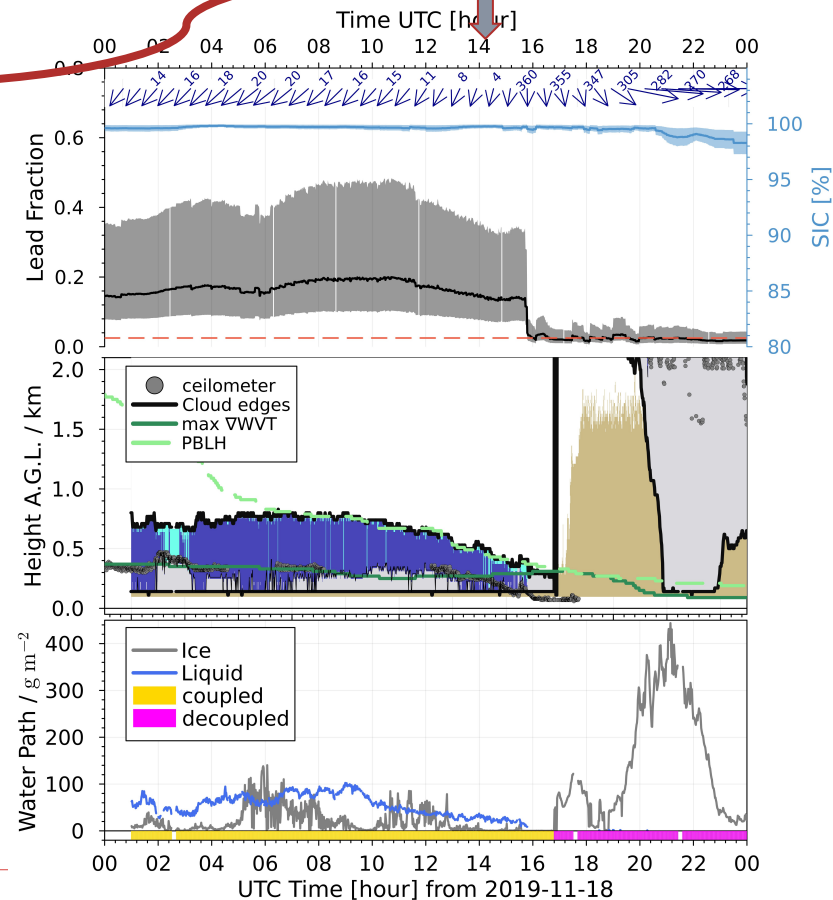 Time UTC [hour]
00 02 04 06 08 10 12 14 16 18 20 22 00
14 16 18 20 20 17 16 15 11 8 4 360 355 347 305 282 270 268
0.8
0.6
0.4
0.2
0.0
Lead Fraction
100
95
90
85
80
SIC [%]
2.0
1.5
1.0
0.5
0.0
Height A.G.L. / km
ceilometer
Cloud edges
max ∇WVT
PBLH
400
300
200
100
0
Water Path / g m⁻²
Ice
Liquid
coupled
decoupled
00 02 04 06 08 10 12 14 16 18 20 22 00
UTC Time [hour] from 2019-11-18